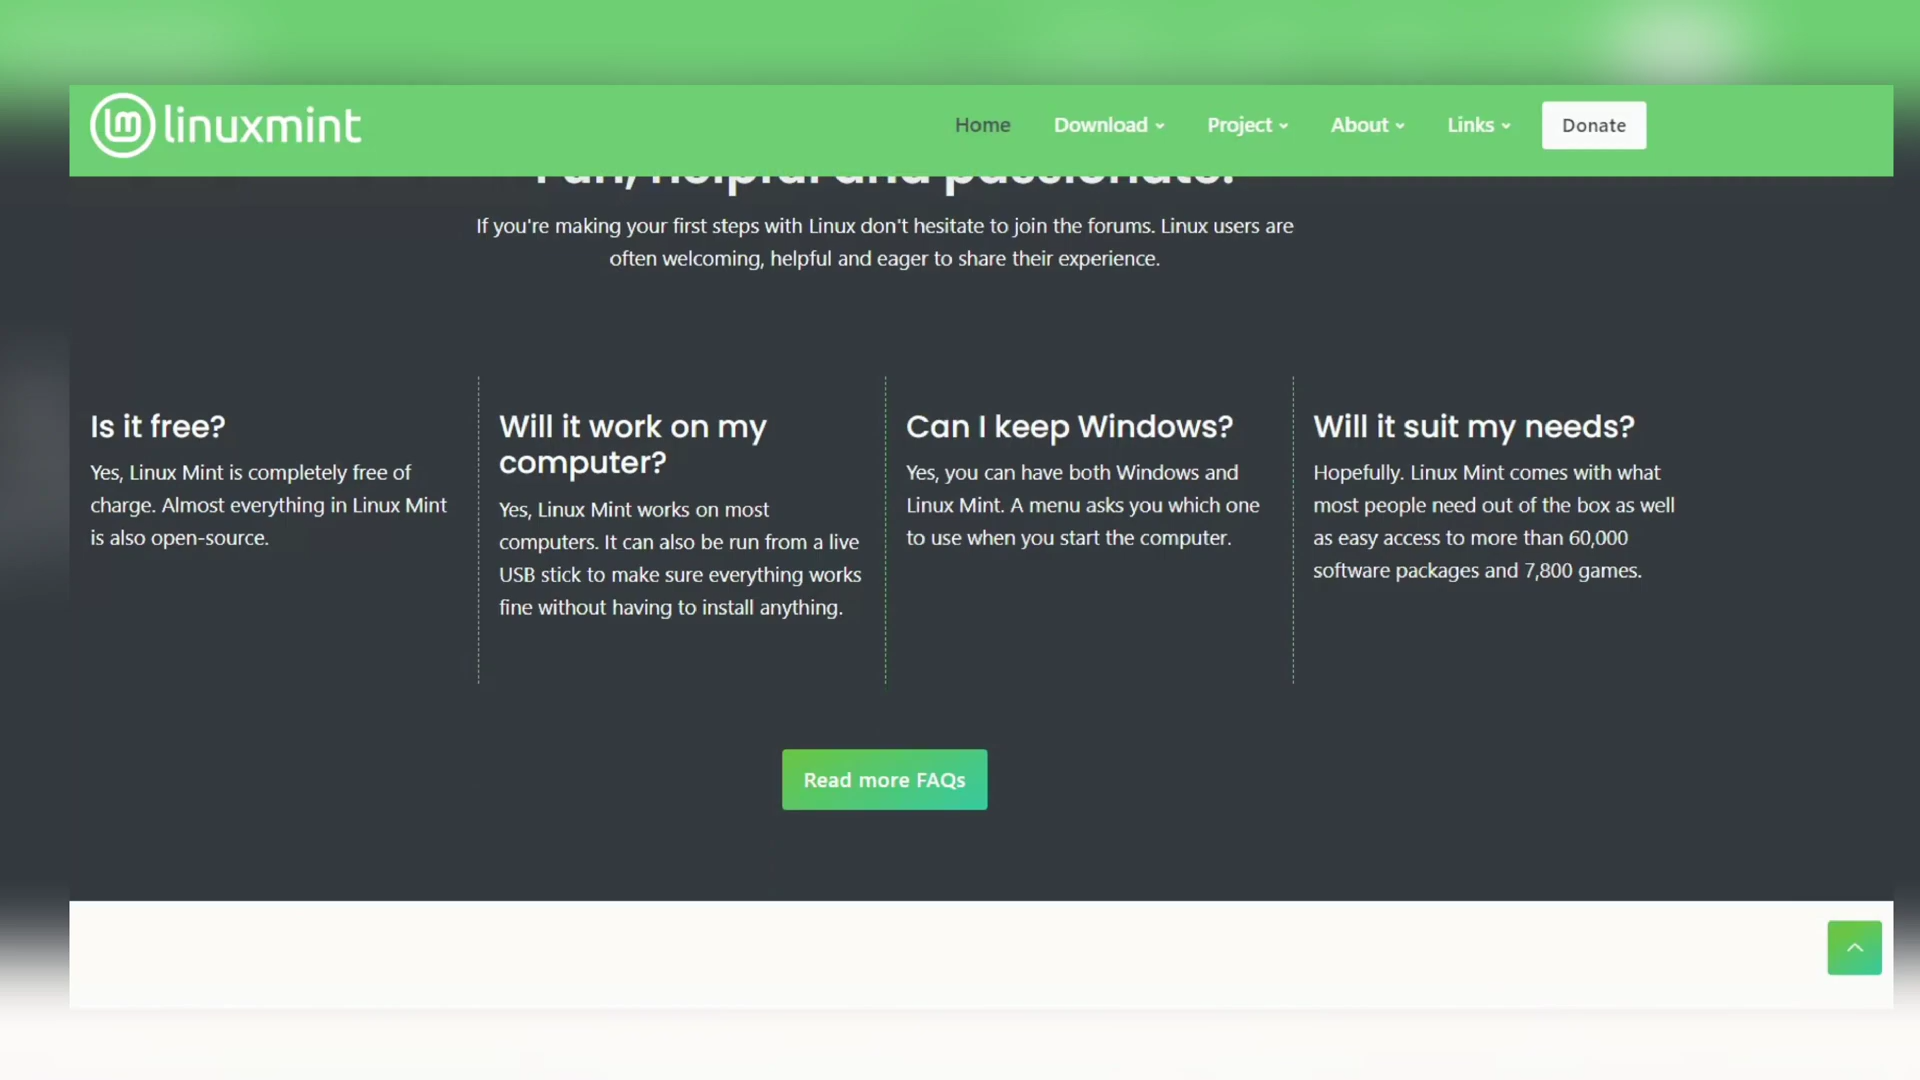 linuxmint
Home Download Project About Links Donate
Fun, helpful and passionate!
If you're making your first steps with Linux don't hesitate to join the forums. Linux users are
often welcoming, helpful and eager to share their experience.
Is it free?
Yes, Linux Mint is completely free of
charge. Almost everything in Linux Mint
is also open-source.
Will it work on my
computer?
Yes, Linux Mint works on most
computers. It can also be run from a live
USB stick to make sure everything works
fine without having to install anything.
Can I keep Windows?
Yes, you can have both Windows and
Linux Mint. A menu asks you which one
to use when you start the computer.
Will it suit my needs?
Hopefully. Linux Mint comes with what
most people need out of the box as well
as easy access to more than 60,000
software packages and 7,800 games.
Read more FAQs